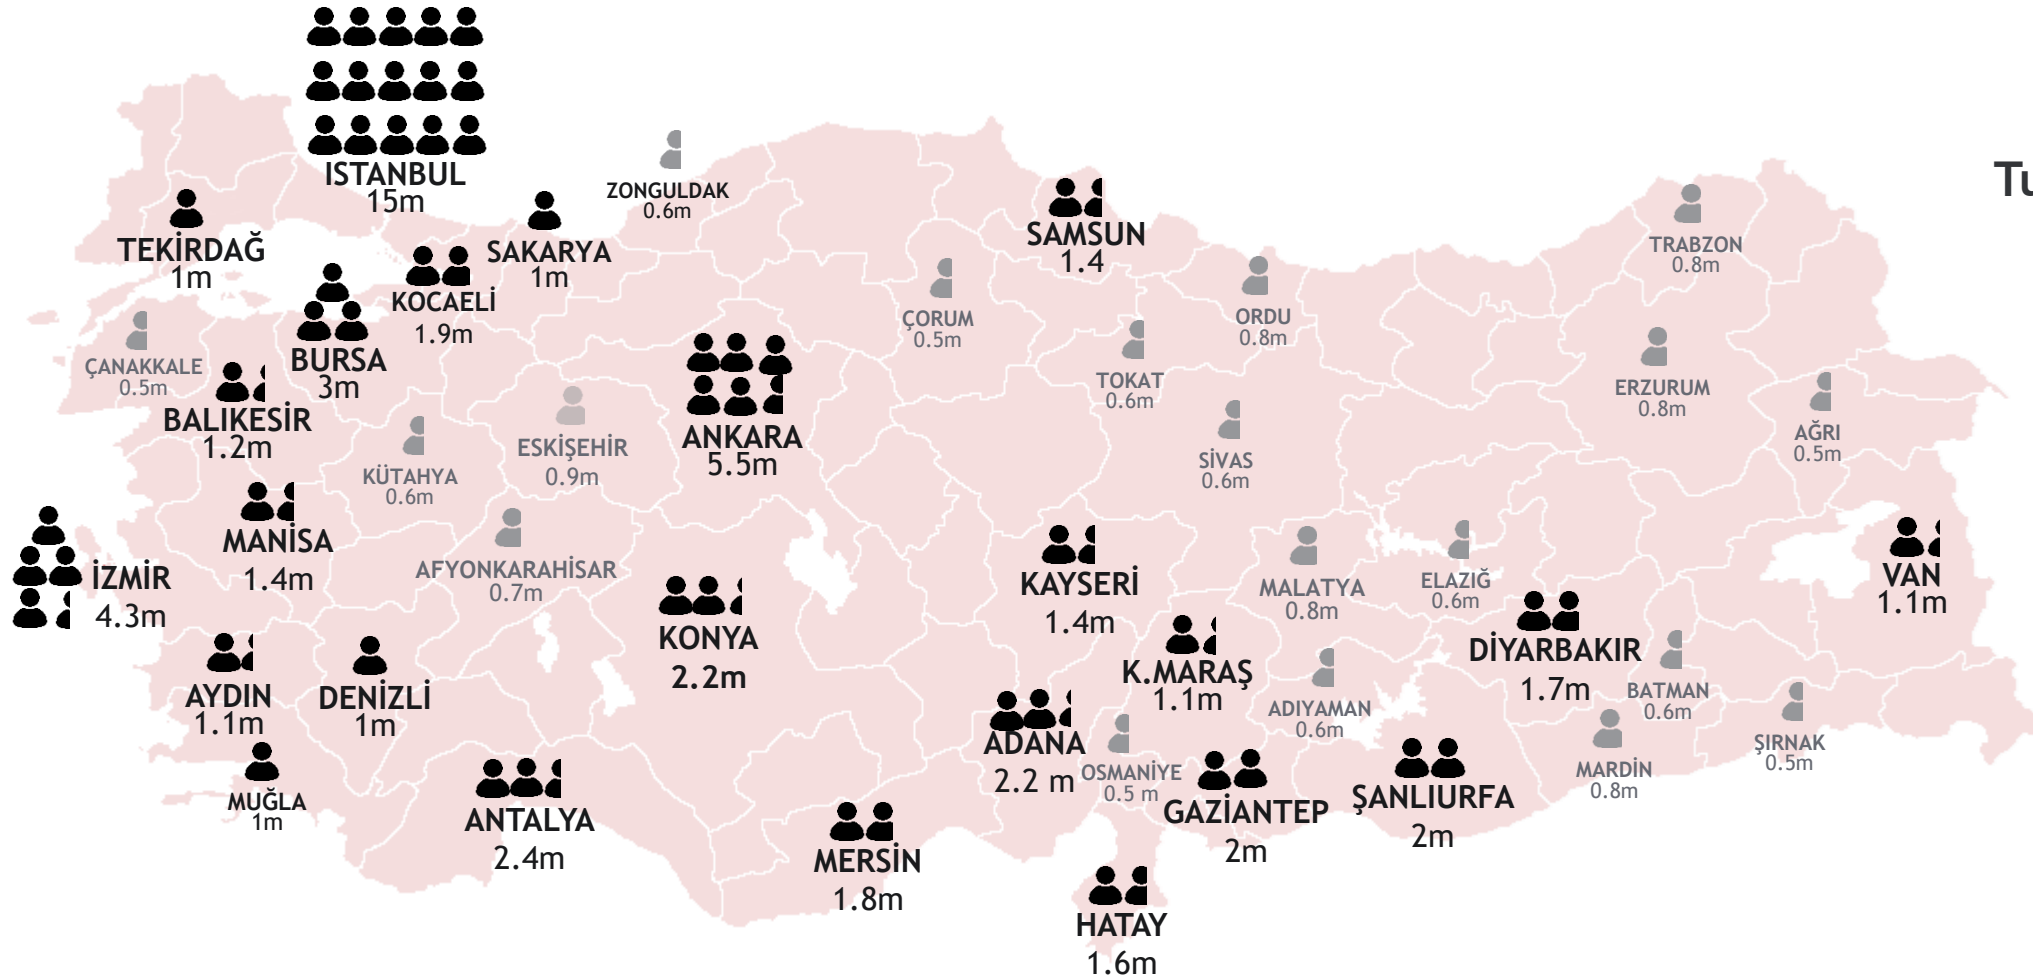 ISTANBUL
15m
TEKİRDAĞ
1m
SAKARYA
1m
ZONGULDAK
0.6m
SAMSUN
1.4
TRABZON
0.8m
Tu
KOCAELİ
1.9m
BURSA
3m
ÇANAKKALE
0.5m
BALIKESİR
1.2m
ÇORUM
0.5m
ORDU
0.8m
TOKAT
0.6m
ERZURUM
0.8m
AĞRI
0.5m
ANKARA
5.5m
ESKİŞEHİR
0.9m
KÜTAHYA
0.6m
SİVAS
0.6m
MANİSA
1.4m
İZMİR
4.3m
AFYONKARAHİSAR
0.7m
KONYA
2.2m
KAYSERİ
1.4m
MALATYA
0.8m
ELAZIĞ
0.6m
VAN
1.1m
DİYARBAKIR
1.7m
K.MARAŞ
1.1m
AYDIN
1.1m
DENİZLİ
1m
ADIYAMAN
0.6m
BATMAN
0.6m
ŞIRNAK
0.5m
MARDİN
0.8m
ADANA
2.2 m
OSMANİYE
0.5 m
GAZİANTEP
2m
ŞANLIURFA
2m
MUĞLA
1m
ANTALYA
2.4m
MERSİN
1.8m
HATAY
1.6m